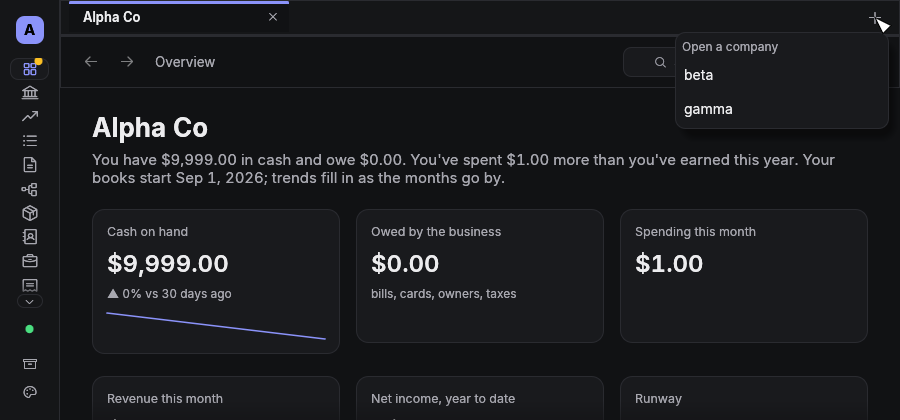 Alpha Co
A
Open a company
Overview
beta
gamma
Alpha Co
You have $9,999.00 in cash and owe $0.00. You've spent $1.00 more than you've earned this year. Your
books start Sep 1, 2026; trends fill in as the months go by.
Cash on hand
$9,999.00
▲ 0% vs 30 days ago
Owed by the business
$0.00
bills, cards, owners, taxes
Spending this month
$1.00
Revenue this month
Net income, year to date
Runway